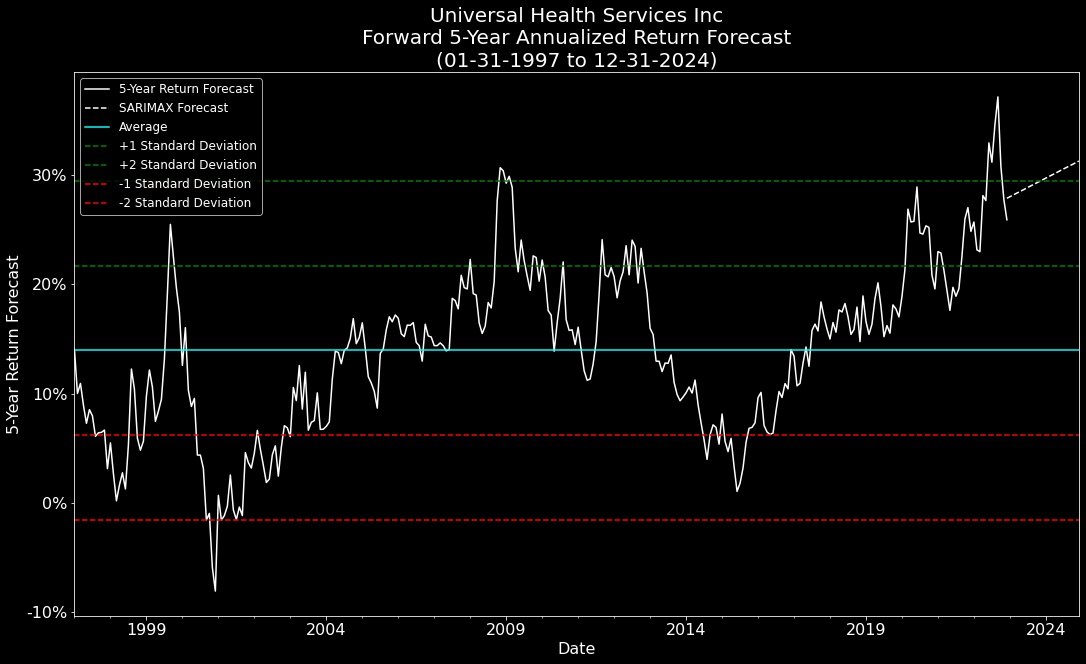 Universal Health Services Inc
Forward 5-Year Annualized Return Forecast
(01-31-1997 to 12-31-2024)
5-Year Return Forecast
SARIMAX Forecast
Average
+1 Standard Deviation
+2 Standard Deviation
-1 Standard Deviation
-2 Standard Deviation
5-Year Return Forecast
30%
20%
10%
0%
-10%
1999
2004
2009
2014
2019
2024
Date